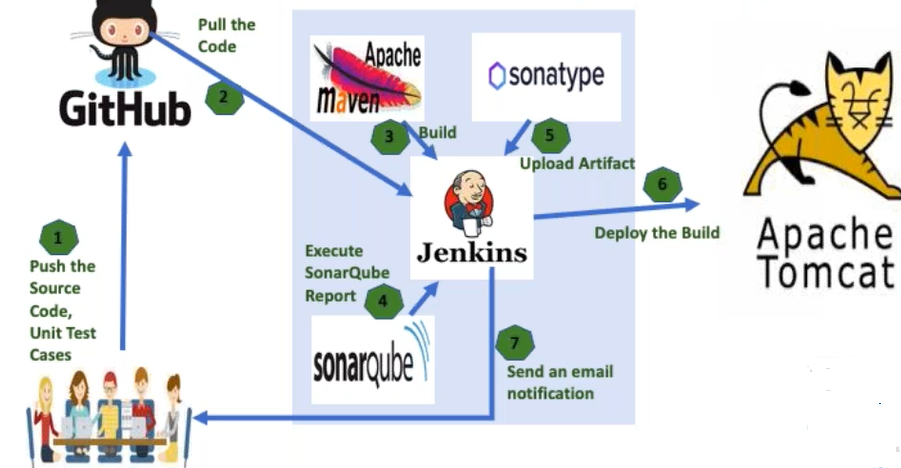 Pull the
Code
2
GitHub
Apache
maven
3
Build
sonatype
5
Upload Artifact
6
Deploy the Build
Apache
Tomcat
Jenkins
1
Push the
Source
Code,
Unit Test
Cases
Execute
SonarQube
Report
4
sonarqube
7
Send an email
notification